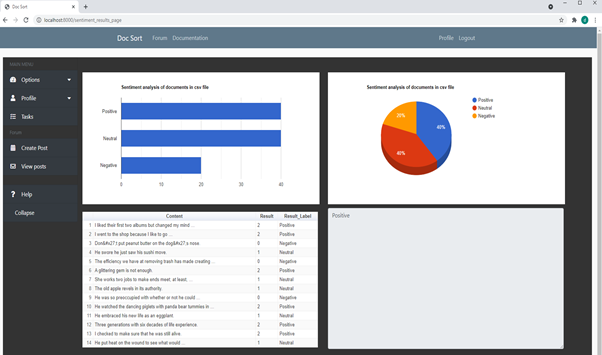 Doc Sort
localhost:8000/sentiment_results_page
Doc Sort Forum Documentation Profile Logout
MAIN MENU
Options
Profile
Tasks
Forum
Create Post
View posts
Help
Collapse
Sentiment analysis of documents in csv file
Positive
Neutral
Negative
0 10 20 30 40
Sentiment analysis of documents in csv file
Positive
Neutral
Negative
20%
40%
40%
Content Result Result_Label
1 I liked their first two albums but changed my mind ... 2 Positive
2 I went to the shop because I like to go ... 2 Positive
3 Don&#x27;t put peanut butter on the dog&#x27;s nose 0 Negative
4 He swore he just saw his sushi move. 1 Neutral
5 The efficiency we have at removing trash has made creating ... 0 Negative
6 A glittering gem is not enough 2 Positive
7 She works two jobs to make ends meet; at least, ... 1 Neutral
8 The old apple revels in its authority. 1 Neutral
9 He was so preoccupied with whether or not he could ... 0 Negative
10 He watched the dancing piglets with panda bear tummies in ... 2 Positive
11 He embraced his new life as an eggplant 1 Neutral
12 Three generations with six decades of life experience. 2 Positive
13 I checked to make sure that he was still alive. 2 Positive
14 He put heat on the wound to see what would ... 1 Neutral
Positive